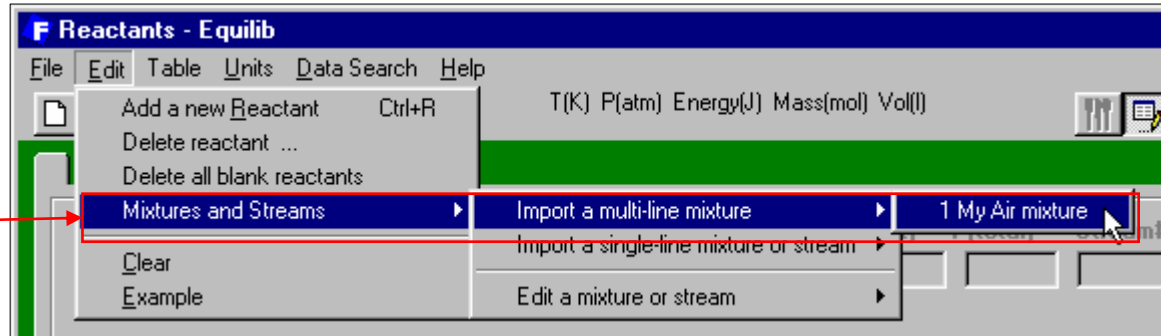 F Reactants - Equilib
File Edit Table Units Data Search Help
T(K) P(atm) Energy(J) Mass(mol) Vol(l)
Add a new Reactant Ctrl+R
Delete reactant ...
Delete all blank reactants
Mixtures and Streams
Import a multi-line mixture
1 My Air mixture
Import a single-line mixture or stream
Clear
Example
Edit a mixture or stream